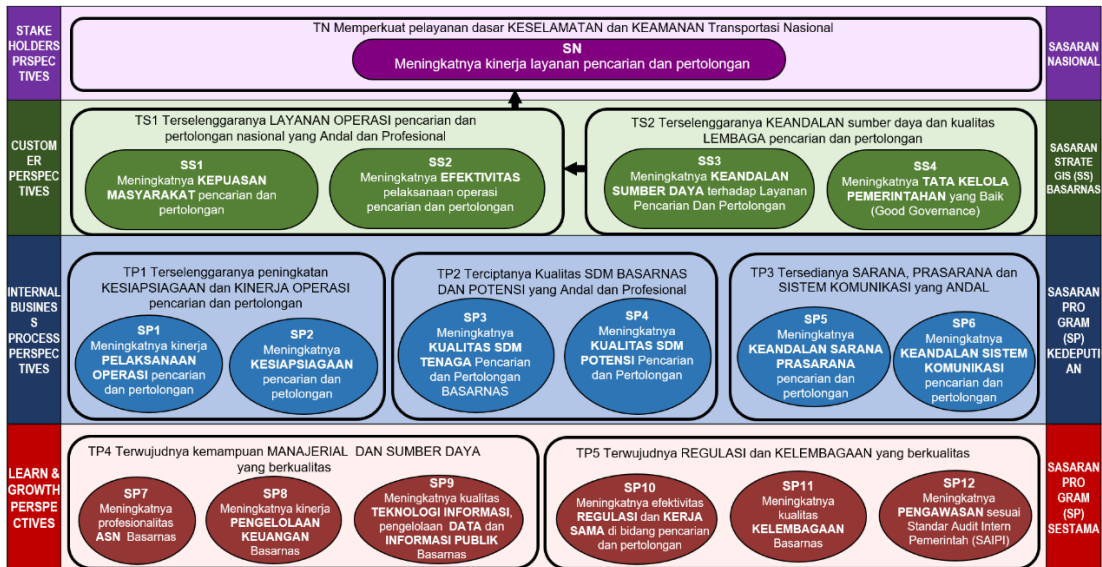 STAKE
HOLDERS
PRSPEC
TIVES
TN Memperkuat pelayanan dasar KESELAMATAN dan KEAMANAN Transportasi Nasional
SN
Meningkatnya kinerja layanan pencarian dan pertolongan
SASARAN
NASIONAL
CUSTOM
ER
PERSPEC
TIVES
TS1 Terselenggaranya LAYANAN OPERASI pencarian dan
pertolongan nasional yang Andal dan Profesional
SS1
Meningkatnya KEPUASAN
MASYARAKAT pencarian dan
pertolongan
SS2
Meningkatnya EFEKTIVITAS
pelaksanaan operasi
pencarian dan pertolongan
TS2 Terselenggaranya KEANDALAN sumber daya dan kualitas
LEMBAGA pencarian dan pertolongan
SS3
Meningkatnya KEANDALAN
SUMBER DAYA terhadap Layanan
Pencarian Dan Pertolongan
SS4
Meningkatnya TATA KELOLA
PEMERINTAHAN yang Baik
(Good Governance)
SASARAN
STRATE
GIS (SS)
BASARNAS
INTERNAL
BUSINES
S
PROCESS
PERSPEC
TIVES
TP1 Terselenggaranya peningkatan
KESIAPSIAGAAN dan KINERJA OPERASI
pencarian dan pertolongan
SP1
Meningkatnya kinerja
PELAKSANAAN
OPERASI pencarian
dan pertolongan
SP2
Meningkatnya
KESIAPSIAGAAN
pencarian dan
petolongan
TP2 Terciptanya Kualitas SDM BASARNAS
DAN POTENSI yang Andal dan Profesional
SP3
Meningkatnya
KUALITAS SDM
TENAGA Pencarian
dan Pertolongan
BASARNAS
SP4
Meningkatnya
KUALITAS SDM
POTENSI Pencarian
dan Pertolongan
TP3 Tersedianya SARANA, PRASARANA dan
SISTEM KOMUNIKASI yang ANDAL
SP5
Meningkatnya
KEANDALAN SARANA
PRASARANA
pencarian dan
pertolongan
SP6
Meningkatnya
KEANDALAN SISTEM
KOMUNIKASI
pencarian dan
pertolongan
SASARAN
PRO
GRAM
(SP)
KEDEPUTI
AN
LEARN &
GROWTH
PERSPE
CTIVES
TP4 Terwujudnya kemampuan MANAJERIAL DAN SUMBER DAYA
yang berkualitas
SP7
Meningkatnya
profesionalitas
ASN Basarnas
SP8
Meningkatnya kinerja
PENGELOLAAN
KEUANGAN
Basarnas
SP9
Meningkatnya kualitas
TEKNOLOGI INFORMASI,
pengelolaan DATA dan
INFORMASI PUBLIK
Basarnas
TP5 Terwujudnya REGULASI dan KELEMBAGAAN yang berkualitas
SP10
Meningkatnya efektivitas
REGULASI dan KERJA
SAMA di bidang pencarian
dan pertolongan
SP11
Meningkatnya
kualitas
KELEMBAGAAN
Basarnas
SP12
Meningkatnya
PENGAWASAN sesuai
Standar Audit Intern
Pemerintah (SAIPI)
SASARAN
PRO
GRAM
(SP)
SESTAMA